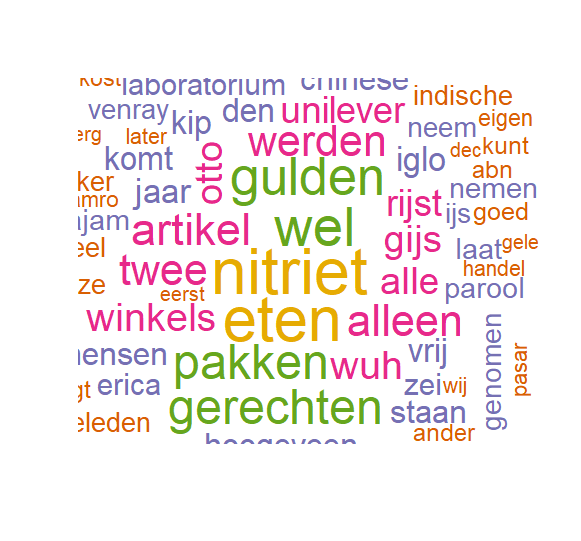 kost laboratorium chinese
indische
venray kip den unilever eigen
erg later werden neem
komt otto iglo dec kunt
abn
ker jaar gulden nemen
amro rijst ijs goed
ajam artikel wel gijs
eel laat gele
twee nitriet alle handel
ze eerst parool
winkels eten alleen
mensen pakken wuh vrij genomen pasar
gt erica zei wij
eleden gerechten staan
ander
hoogeveen